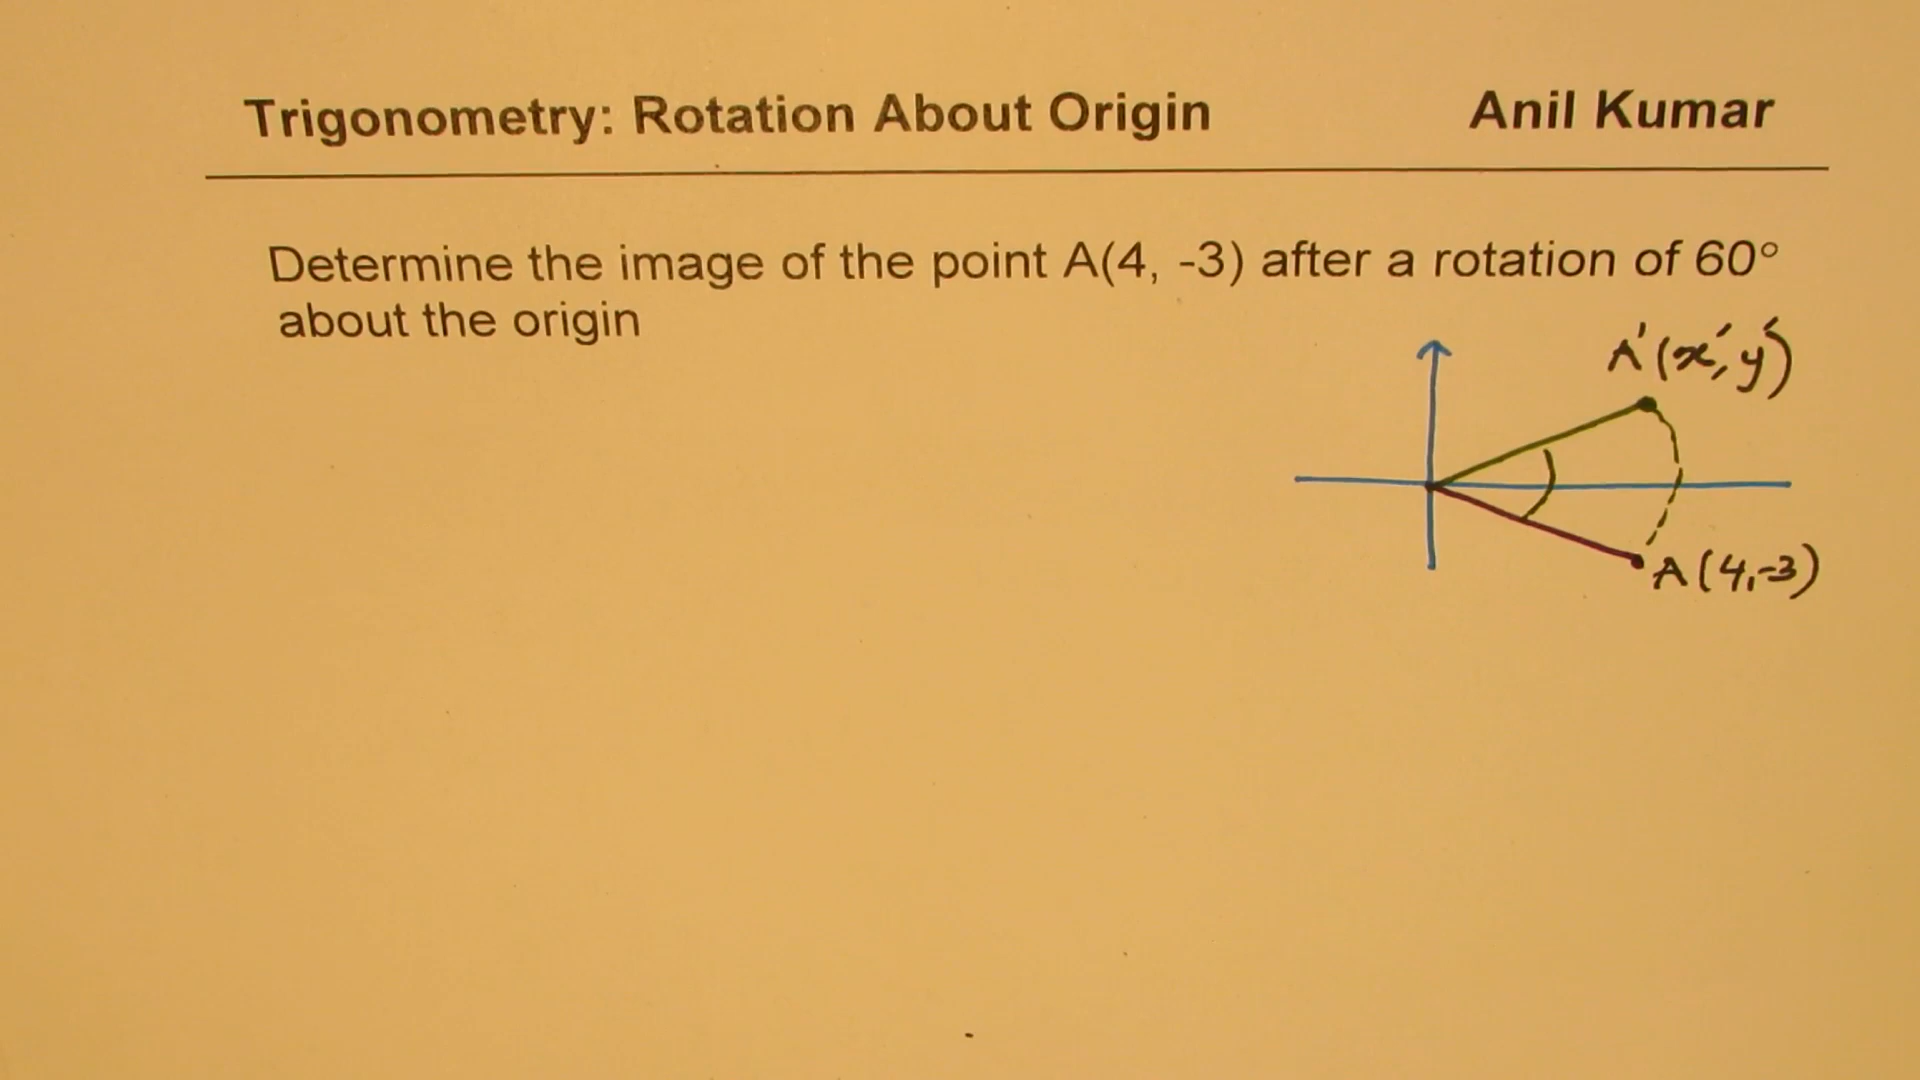 Trigonometry: Rotation About Origin Anil Kumar
Determine the image of the point A(4, -3) after a rotation of 60°
about the origin
A'(x', y')
A(4,-3)